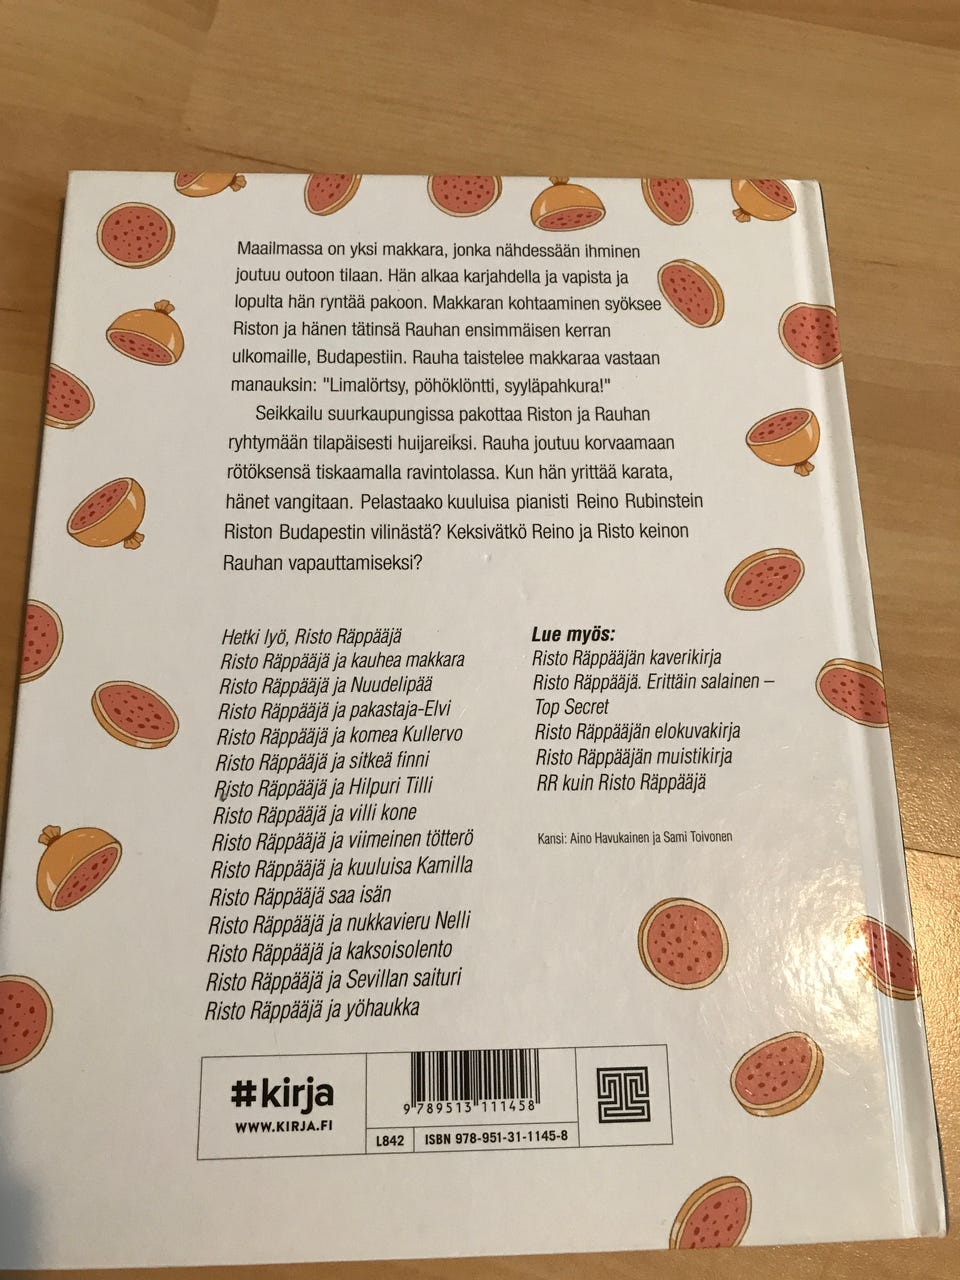 Maailmassa on yksi makkara, jonka nähdessään ihminen
joutuu outoon tilaan. Hän alkaa karjahdella ja vapista ja
lopulta hän ryntää pakoon. Makkaran kohtaaminen syöksee
Riston ja hänen tätinsä Rauhan ensimmäisen kerran
ulkomaille, Budapestiin. Rauha taistelee makkaraa vastaan
manauksin: "Limalörtsy, pöhöklöntti, syyläpahkura!"
Seikkailu suurkaupungissa pakottaa Riston ja Rauhan
ryhtymään tilapäisesti huijareiksi. Rauha joutuu korvaamaan
rötöksensä tiskaamalla ravintolassa. Kun hän yrittää karata,
hänet vangitaan. Pelastaako kuuluisa pianisti Reino Rubinstein
Riston Budapestin vilinästä? Keksivätkö Reino ja Risto keinon
Rauhan vapauttamiseksi?
Hetki lyö, Risto Räppääjä
Risto Räppääjä ja kauhea makkara
Risto Räppääjä ja Nuudelipää
Risto Räppääjä ja pakastaja-Elvi
Risto Räppääjä ja komea Kullervo
Risto Räppääjä ja sitkeä finni
Risto Räppääjä ja Hilpuri Tilli
Risto Räppääjä ja villi kone
Risto Räppääjä ja viimeinen tötterö
Risto Räppääjä ja kuuluisa Kamilla
Risto Räppääjä saa isän
Risto Räppääjä ja nukkavieru Nelli
Risto Räppääjä ja kaksoisolento
Risto Räppääjä ja Sevillan saituri
Risto Räppääjä ja yöhaukka
Lue myös:
Risto Räppääjän kaverikirja
Risto Räppääjä. Erittäin salainen –
Top Secret
Risto Räppääjän elokuvakirja
Risto Räppääjän muistikirja
RR kuin Risto Räppääjä
Kansi: Aino Havukainen ja Sami Toivonen
#kirja
WWW.KIRJA.FI
9 789513 111458
L842
ISBN 978-951-31-1145-8